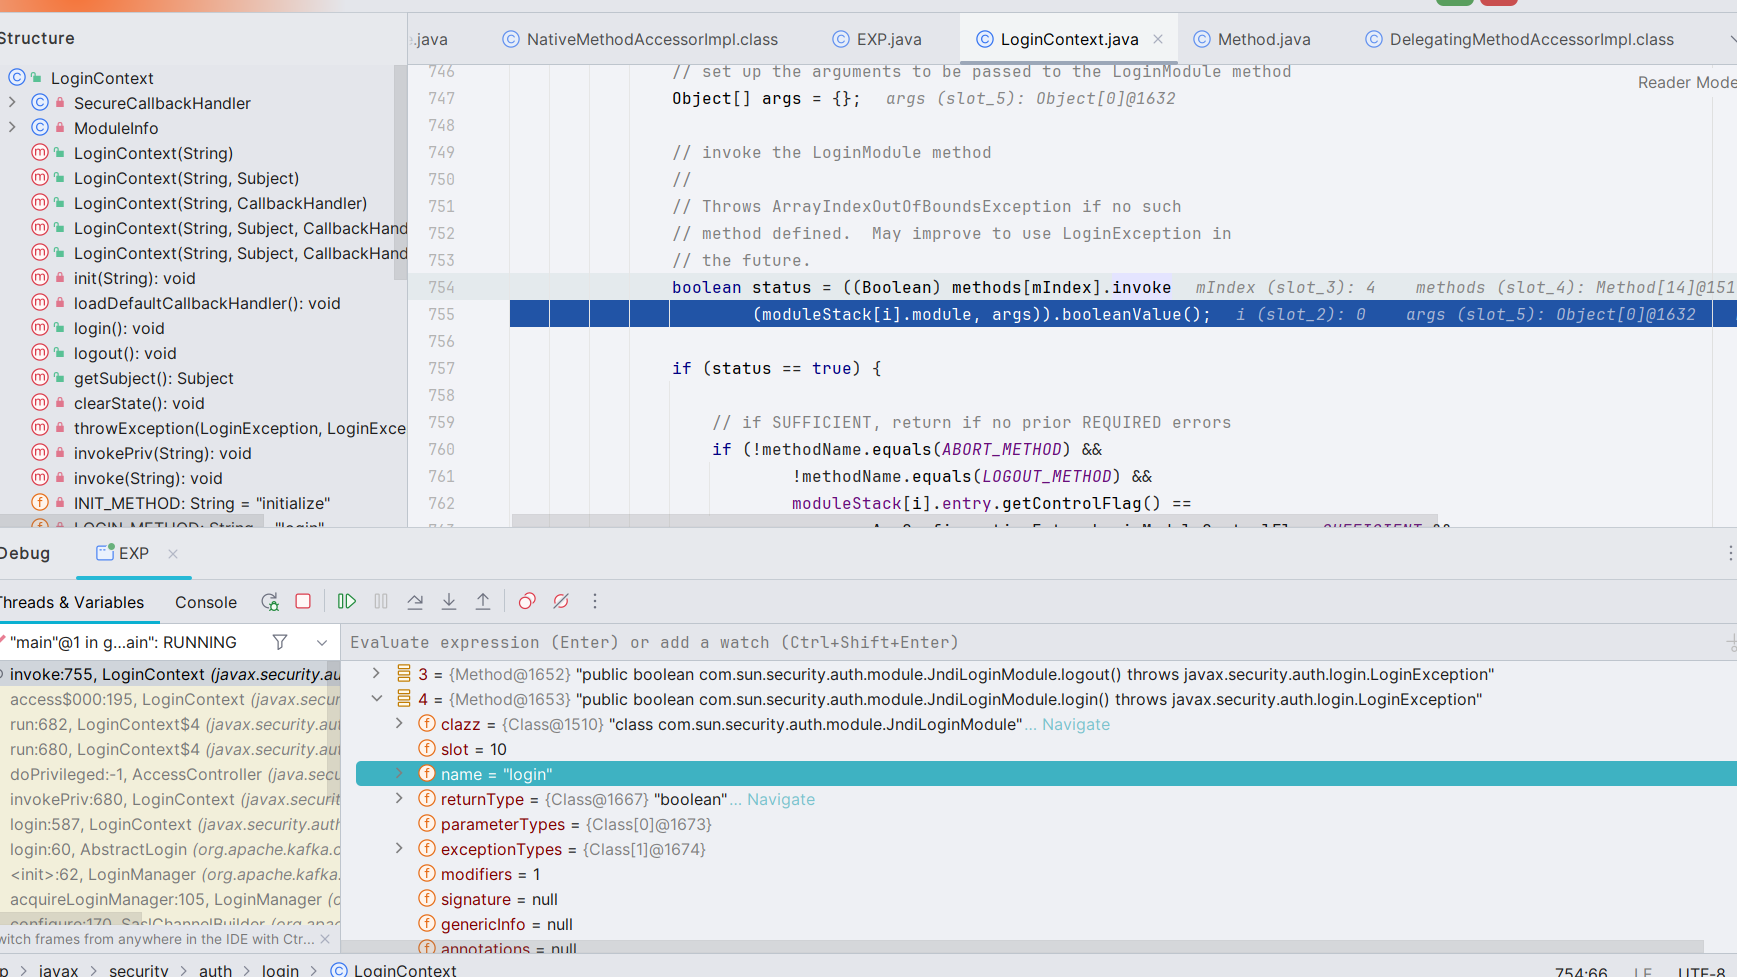 Structure
.java
NativeMethodAccessorImpl.class
EXP.java
LoginContext.java
Method.java
DelegatingMethodAccessorImpl.class
LoginContext
SecureCallbackHandler
ModuleInfo
LoginContext(String)
LoginContext(String, Subject)
LoginContext(String, CallbackHandler)
LoginContext(String, Subject, CallbackHand
LoginContext(String, Subject, CallbackHand
init(String): void
loadDefaultCallbackHandler(): void
login(): void
logout(): void
getSubject(): Subject
clearState(): void
throwException(LoginException, LoginExce
invokePriv(String): void
invoke(String): void
INIT_METHOD: String = "initialize"
LOGIN_METHOD: String = "login"
Reader Mode
746 // set up the arguments to be passed to the LoginModule method
747 Object[] args = {}; args (slot_5): Object[0]@1632
748
749 // invoke the LoginModule method
750 //
751 // Throws ArrayIndexOutOfBoundsException if no such
752 // method defined.  May improve to use LoginException in
753 // the future.
754 boolean status = ((Boolean) methods[mIndex].invoke mIndex (slot_3): 4 methods (slot_4): Method[14]@151
755 (moduleStack[i].module, args)).booleanValue(); i (slot_2): 0 args (slot_5): Object[0]@1632
756
757 if (status == true) {
758
759 // if SUFFICIENT, return if no prior REQUIRED errors
760 if (!methodName.equals(ABORT_METHOD) &&
761 !methodName.equals(LOGOUT_METHOD) &&
762 moduleStack[i].entry.getControlFlag() ==
Debug
EXP
Threads & Variables
Console
"main"@1 in g...ain": RUNNING
Evaluate expression (Enter) or add a watch (Ctrl+Shift+Enter)
invoke:755, LoginContext (javax.security.au
access$000:195, LoginContext (javax.secur
run:682, LoginContext$4 (javax.security.aut
run:680, LoginContext$4 (javax.security.aut
doPrivileged:-1, AccessController (java.secu
invokePriv:680, LoginContext (javax.securit
login:587, LoginContext (javax.security.auth
login:60, AbstractLogin (org.apache.kafka.c
<init>:62, LoginManager (org.apache.kafka.
acquireLoginManager:105, LoginManager (o
configure:170, SaslChannelBuilder (org.apac
witch frames from anywhere in the IDE with Ctr...
3 = {Method@1652} "public boolean com.sun.security.auth.module.JndiLoginModule.logout() throws javax.security.auth.login.LoginException"
4 = {Method@1653} "public boolean com.sun.security.auth.module.JndiLoginModule.login() throws javax.security.auth.login.LoginException"
clazz = {Class@1510} "class com.sun.security.auth.module.JndiLoginModule"... Navigate
slot = 10
name = "login"
returnType = {Class@1667} "boolean"... Navigate
parameterTypes = {Class[0]@1673}
exceptionTypes = {Class[1]@1674}
modifiers = 1
signature = null
genericInfo = null
annotations = null
p > javax > security > auth > login > LoginContext
754:66 LF UTF-8